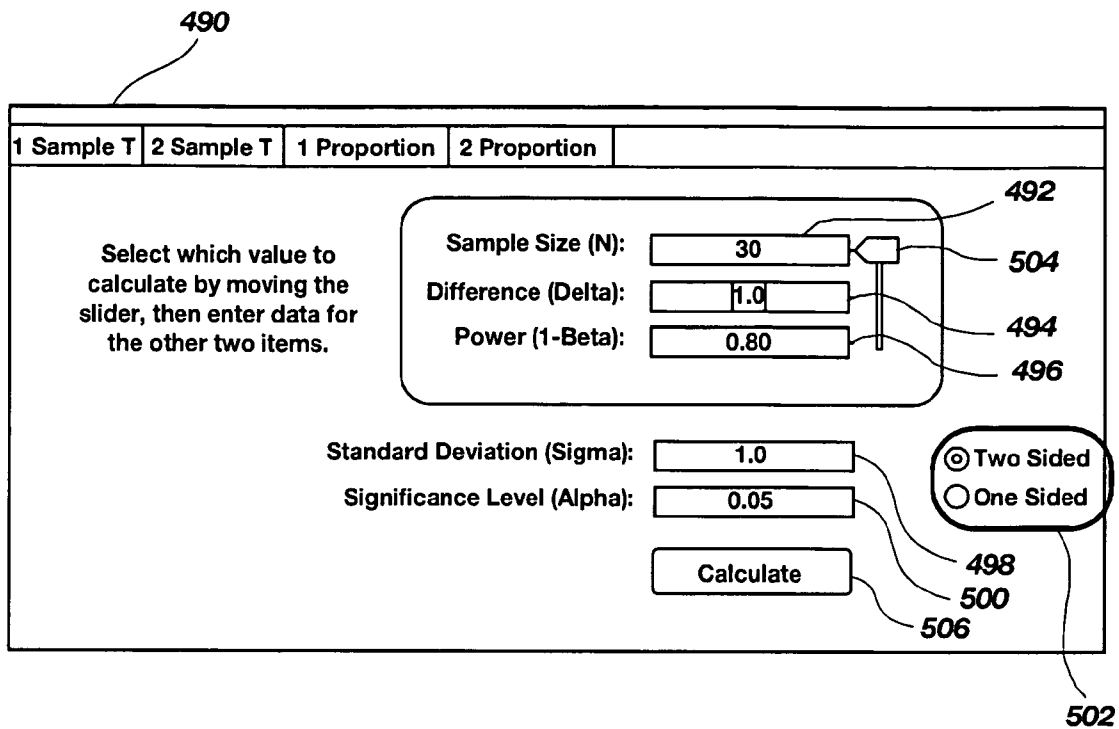 490
1 Sample T 2 Sample T 1 Proportion 2 Proportion
492
Select which value to
calculate by moving the
slider, then enter data for
the other two items.
Sample Size (N): 30
504
Difference (Delta): 1.0
494
Power (1-Beta): 0.80
496
Standard Deviation (Sigma): 1.0
Significance Level (Alpha): 0.05
Two Sided
One Sided
Calculate
498
500
506
502